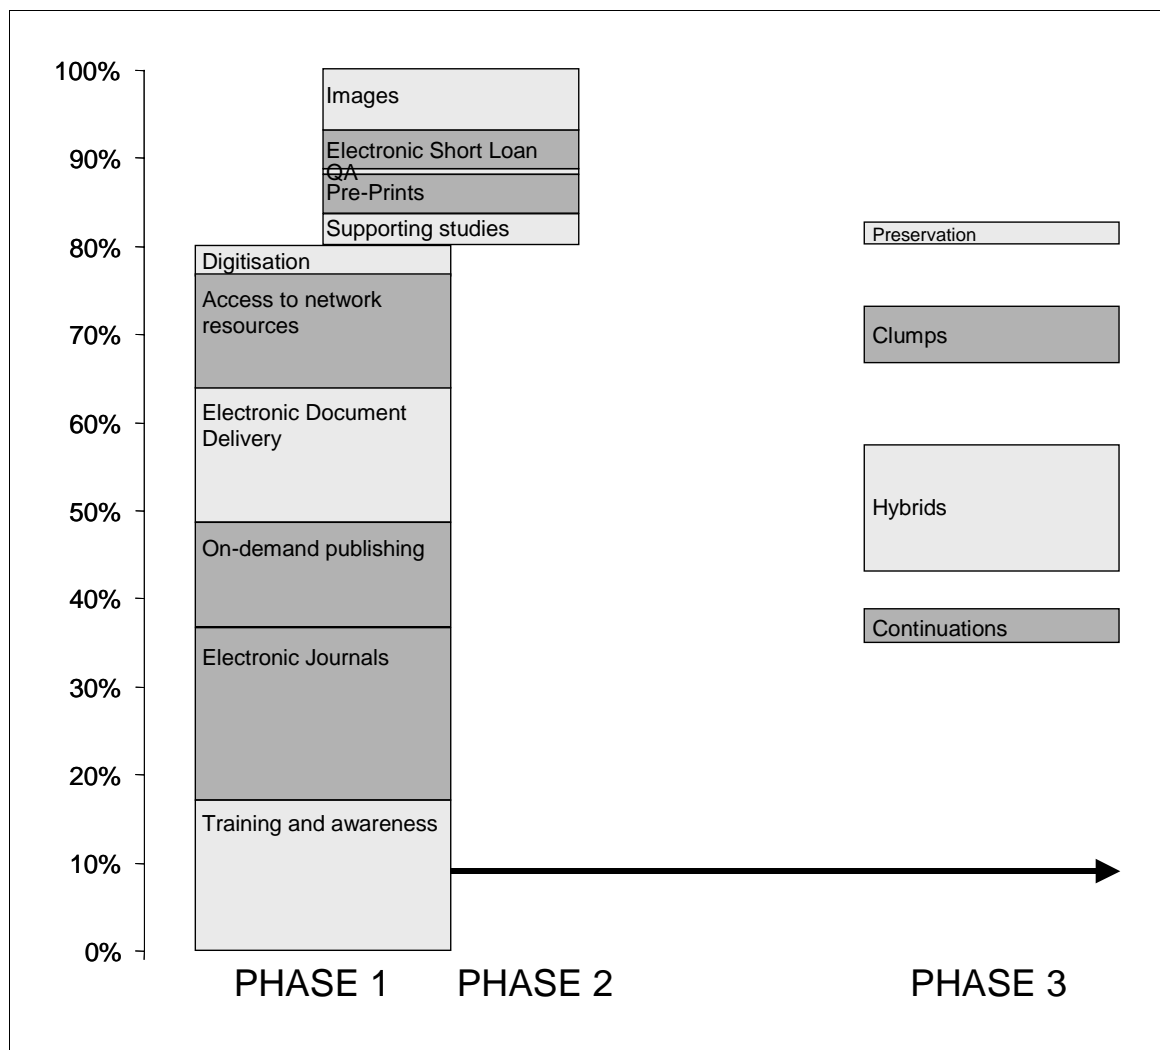 100%
90%
80%
70%
60%
50%
40%
30%
20%
10%
0%
Images
Electronic Short Loan
QA
Pre-Prints
Supporting studies
Digitisation
Access to network
resources
Electronic Document
Delivery
On-demand publishing
Electronic Journals
Training and awareness
Preservation
Clumps
Hybrids
Continuations
PHASE 1
PHASE 2
PHASE 3